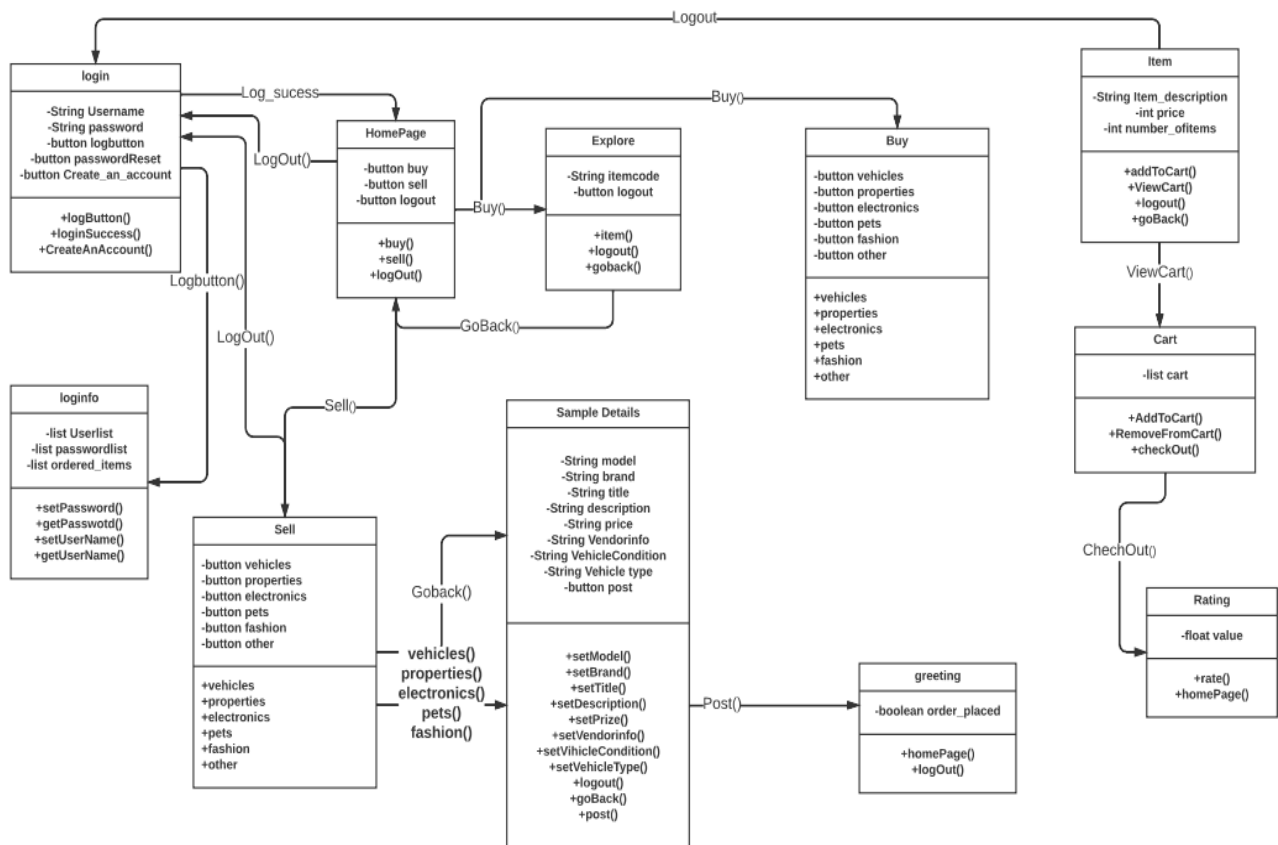 Logout
login
-String Username
-String password
-button logbutton
-button passwordReset
-button Create_an_account
+logButton()
+loginSuccess()
+CreateAnAccount()
Log_sucess
LogOut()
HomePage
-button buy
-button sell
-button logout
+buy()
+sell()
+logOut()
Buy()
Buy()
Explore
-String itemcode
-button logout
+item()
+logout()
+goback()
GoBack()
Buy
-button vehicles
-button properties
-button electronics
-button pets
-button fashion
-button other
+vehicles
+properties
+electronics
+pets
+fashion
+other
Item
-String Item_description
-int price
-int number_ofitems
+addToCart()
+ViewCart()
+logout()
+goBack()
ViewCart()
Cart
-list cart
+AddToCart()
+RemoveFromCart()
+checkOut()
ChechOut()
Rating
-float value
+rate()
+homePage()
Logbutton()
LogOut()
Sell()
loginfo
-list Userlist
-list passwordlist
-list ordered_items
+setPassword()
+getPasswotd()
+setUserName()
+getUserName()
Sell
-button vehicles
-button properties
-button electronics
-button pets
-button fashion
-button other
+vehicles
+properties
+electronics
+pets
+fashion
+other
Goback()
vehicles()
properties()
electronics()
pets()
fashion()
Sample Details
-String model
-String brand
-String title
-String description
-String price
-String Vendorinfo
-String VehicleCondition
-String Vehicle type
-button post
+setModel()
+setBrand()
+setTitle()
+setDescription()
+setPrize()
+setVendorinfo()
+setVihicleCondition()
+setVehicleType()
+logout()
+goBack()
+post()
Post()
greeting
-boolean order_placed
+homePage()
+logOut()